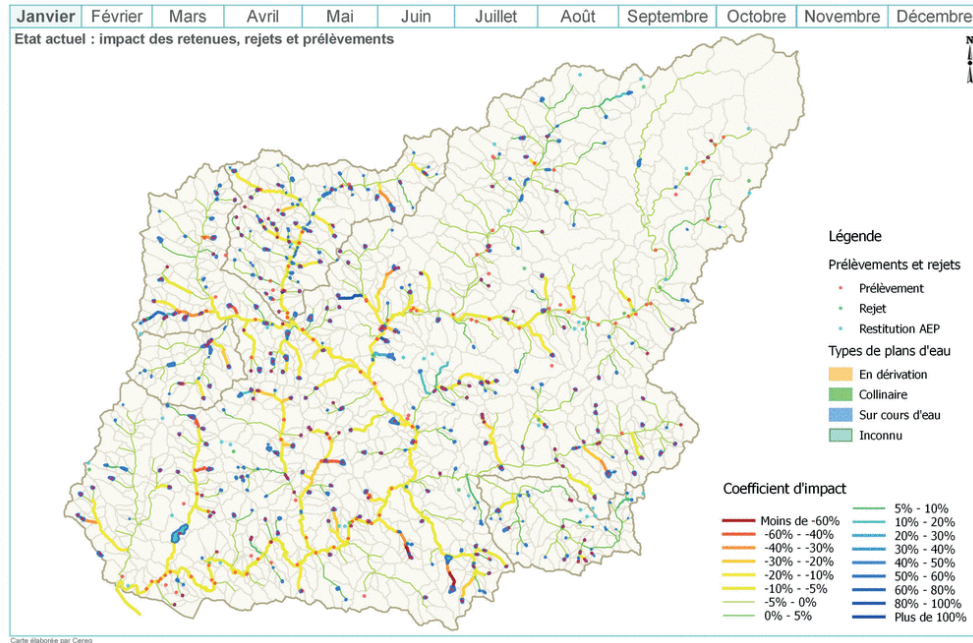 Janvier Février Mars Avril Mai Juin Juillet Août Septembre Octobre Novembre Décembre
Etat actuel : impact des retenues, rejets et prélèvements
N
Légende
Prélèvements et rejets
Prélèvement
Rejet
Restitution AEP
Types de plans d'eau
En dérivation
Collinaire
Sur cours d'eau
Inconnu
Coefficient d'impact
Moins de -60%
-60% - -40%
-40% - -30%
-30% - -20%
-20% - -10%
-10% - -5%
-5% - 0%
0% - 5%
5% - 10%
10% - 20%
20% - 30%
30% - 40%
40% - 50%
50% - 60%
60% - 80%
80% - 100%
Plus de 100%
Carte élaborée par Cereg